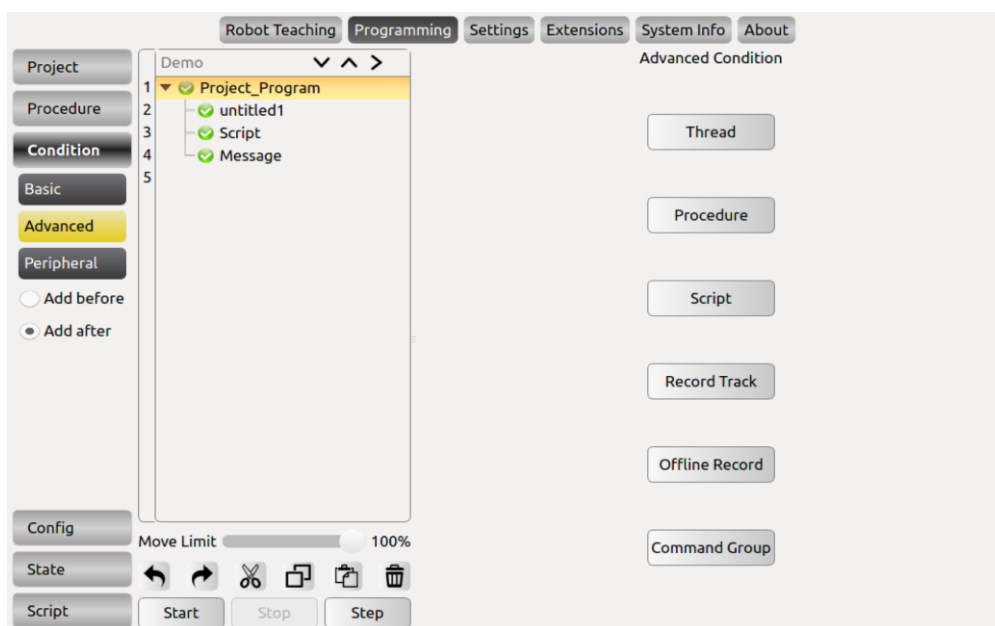 Robot Teaching Programming Settings Extensions System Info About
Project
Procedure
Condition
Basic
Advanced
Peripheral
Add before
Add after
Config
State
Script
Demo
1 Project_Program
2 untitled1
3 Script
4 Message
5
Move Limit 100%
Start Stop Step
Advanced Condition
Thread
Procedure
Script
Record Track
Offline Record
Command Group